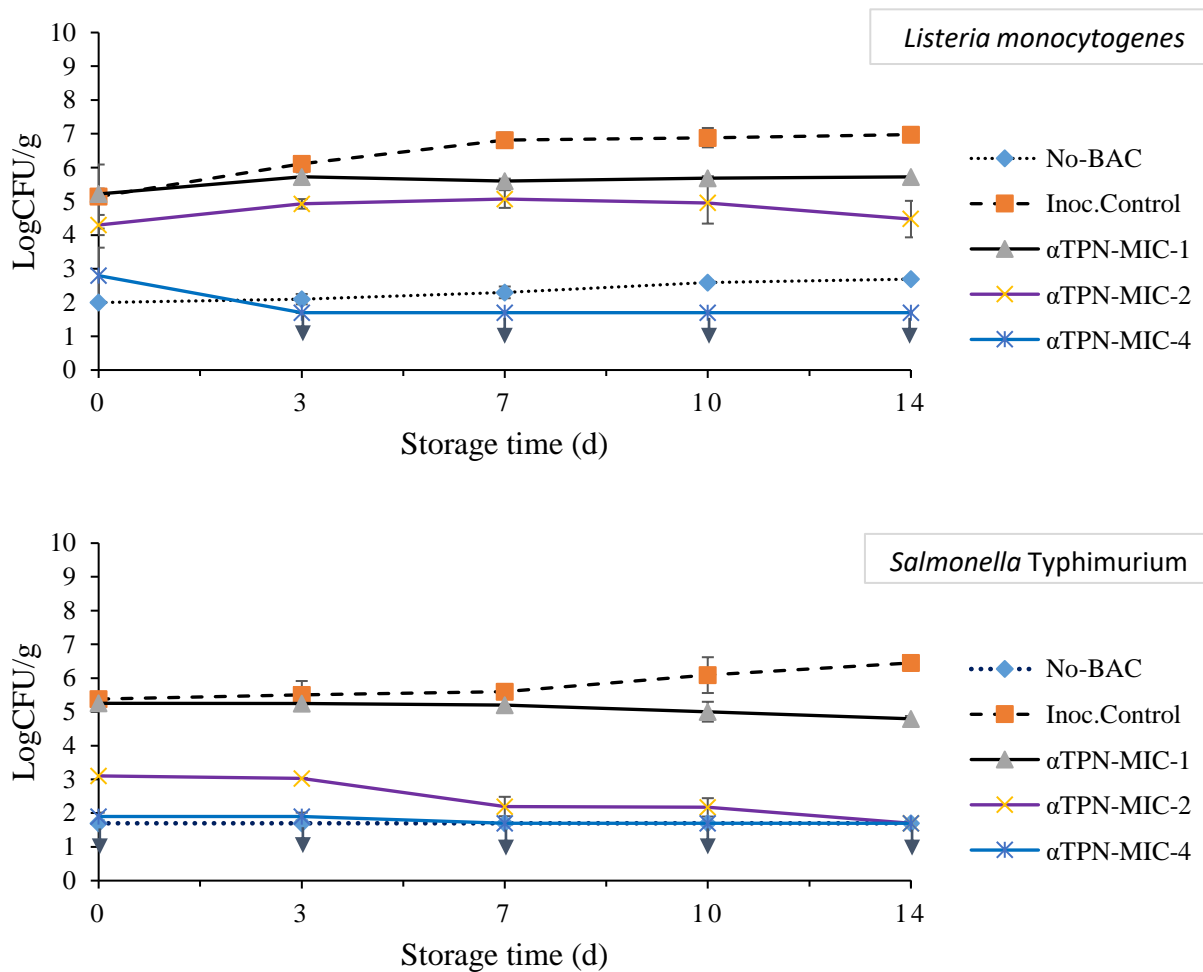 Listeria monocytogenes
LogCFU/g
10
9
8
7
6
5
4
3
2
1
0
0 3 7 10 14
Storage time (d)
No-BAC
Inoc.Control
αTPN-MIC-1
αTPN-MIC-2
αTPN-MIC-4
Salmonella Typhimurium
LogCFU/g
10
9
8
7
6
5
4
3
2
1
0
0 3 7 10 14
Storage time (d)
No-BAC
Inoc.Control
αTPN-MIC-1
αTPN-MIC-2
αTPN-MIC-4